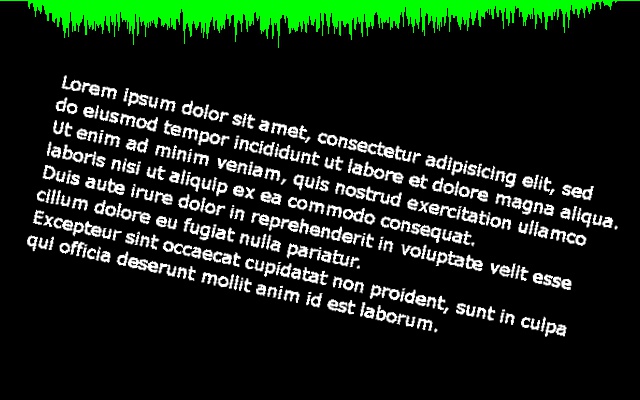 Lorem ipsum dolor sit amet, consectetur adipisicing elit, sed
do eiusmod tempor incididunt ut labore et dolore magna aliqua.
Ut enim ad minim veniam, quis nostrud exercitation ullamco
laboris nisi ut aliquip ex ea commodo consequat.
Duis aute irure dolor in reprehenderit in voluptate velit esse
cillum dolore eu fugiat nulla pariatur.
Excepteur sint occaecat cupidatat non proident, sunt in culpa
qui officia deserunt mollit anim id est laborum.